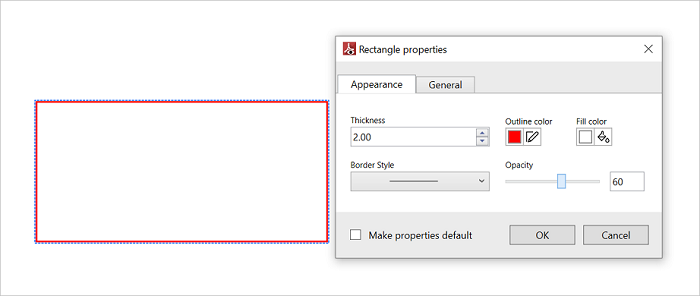 Rectangle properties
Appearance
General
Thickness
Outline color
Fill color
2.00
Border Style
Opacity
60
Make properties default
OK
Cancel